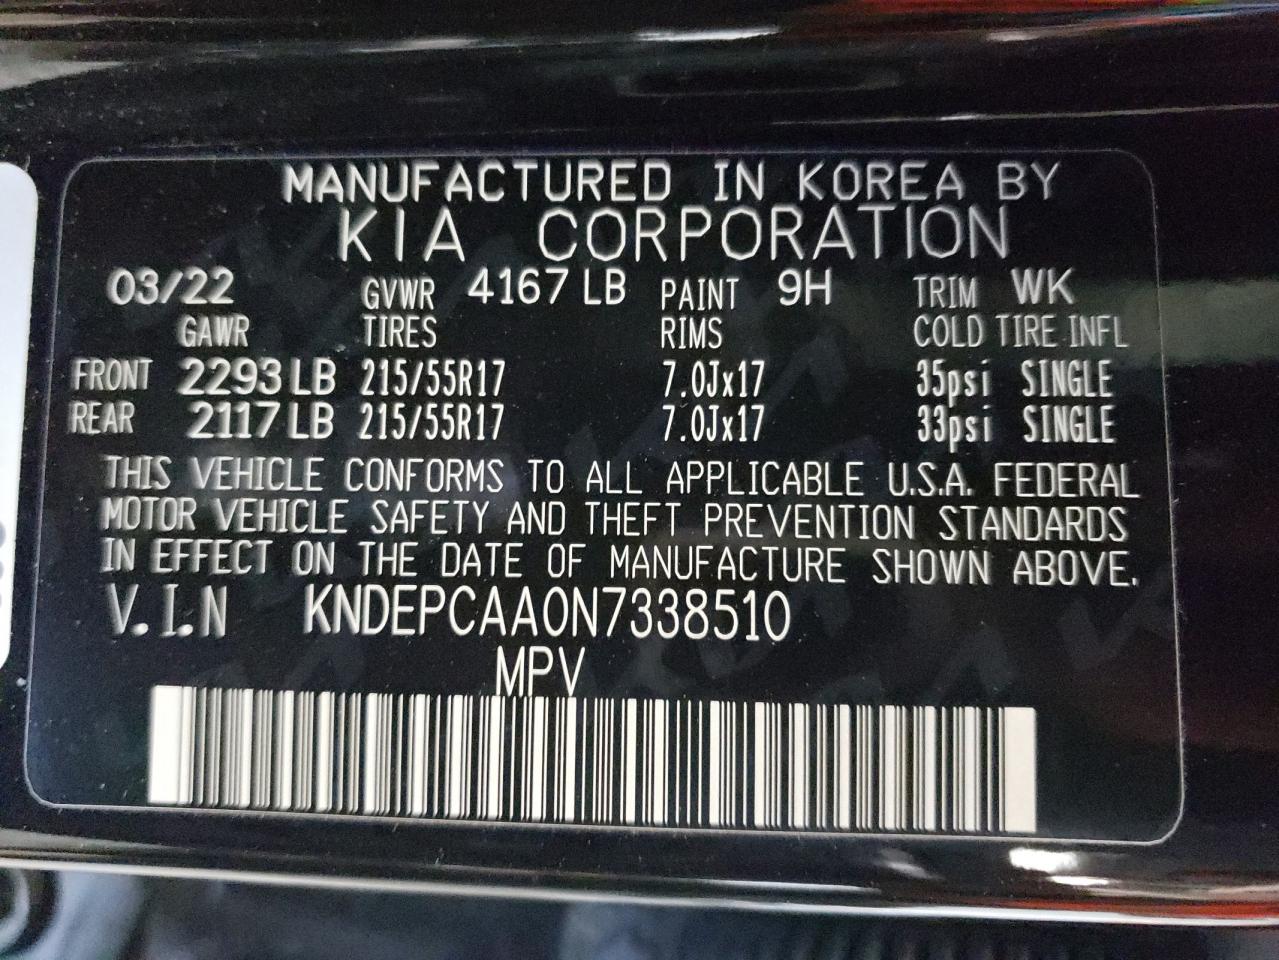 MANUFACTURED IN KOREA BY
KIA CORPORATION
03/22 GVWR 4167 LB PAINT 9H TRIM WK
GAWR TIRES RIMS COLD TIRE INFL
FRONT 2293 LB 215/55R17 7.0Jx17 35psi SINGLE
REAR 2117 LB 215/55R17 7.0Jx17 33psi SINGLE
THIS VEHICLE CONFORMS TO ALL APPLICABLE U.S.A. FEDERAL
MOTOR VEHICLE SAFETY AND THEFT PREVENTION STANDARDS
IN EFFECT ON THE DATE OF MANUFACTURE SHOWN ABOVE.
V.I.N KNDEPCAA0N7338510
MPV